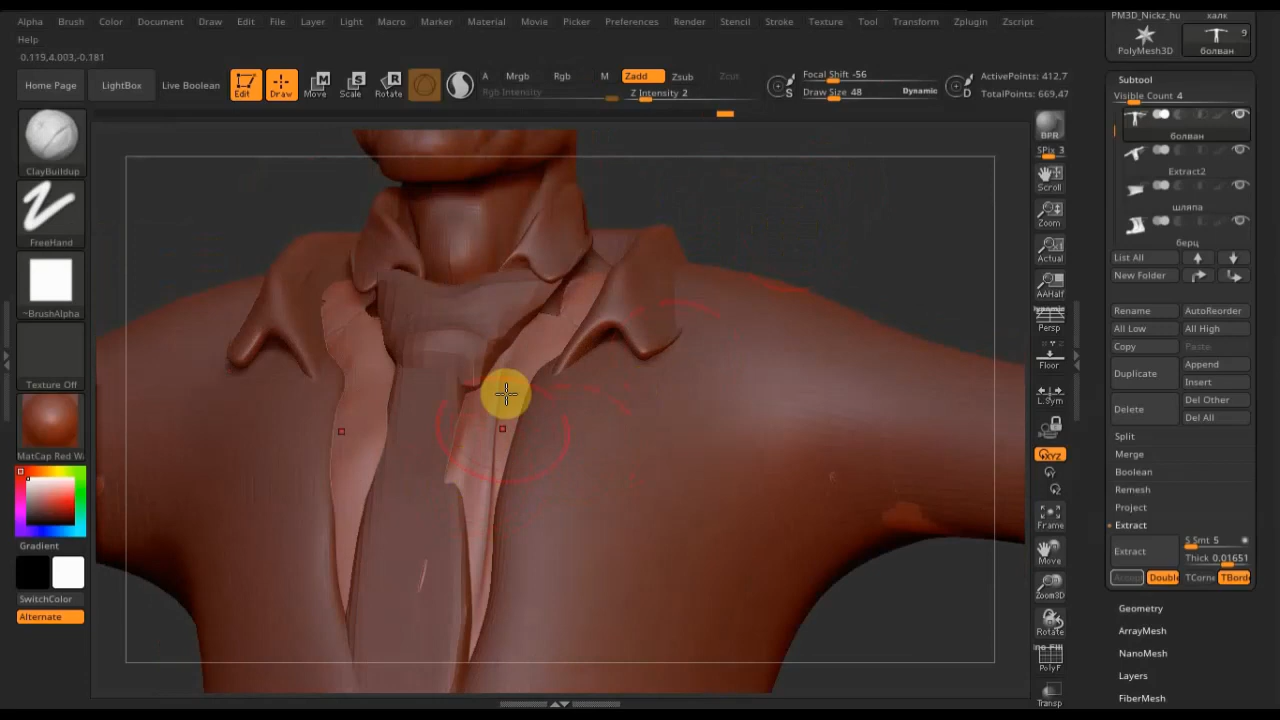 Alpha Brush Color Document Draw Edit File Layer Light Macro Marker Material Movie Picker Preferences Render Stencil Stroke Texture Tool Transform Zplugin Zscript
Help
0.119,4.003,-0.181
Home Page
LightBox
Live Boolean
Edit
Draw
Move
Scale
Rotate
A
Mrgb
Rgb
M
Zadd
Zsub
Zcut
Rgb Intensity
Z Intensity 2
Focal Shift -56
Draw Size 48
Dynamic
ActivePoints: 412,7
TotalPoints: 669,47
ClayBuildup
FreeHand
~BrushAlpha
Texture Off
MatCap Red Wa
Gradient
SwitchColor
Alternate
BPR
SPix 3
Scroll
Zoom
Actual
AAHalf
Dynamic
Persp
Floor
L.Sym
XYZ
Frame
Move
Zoom3D
Rotate
PolyF
Transp
PM3D_Nickz_hu
халк
PolyMesh3D
9
болван
Subtool
Visible Count 4
болван
Extract2
шляпа
берц
List All
New Folder
Rename
AutoReorder
All Low
All High
Copy
Paste
Duplicate
Append
Insert
Delete
Del Other
Del All
Split
Merge
Boolean
Remesh
Project
Extract
Extract
S Smt 5
Thick 0.01651
Accept
Double
TCorne
TBord
Geometry
ArrayMesh
NanoMesh
Layers
FiberMesh